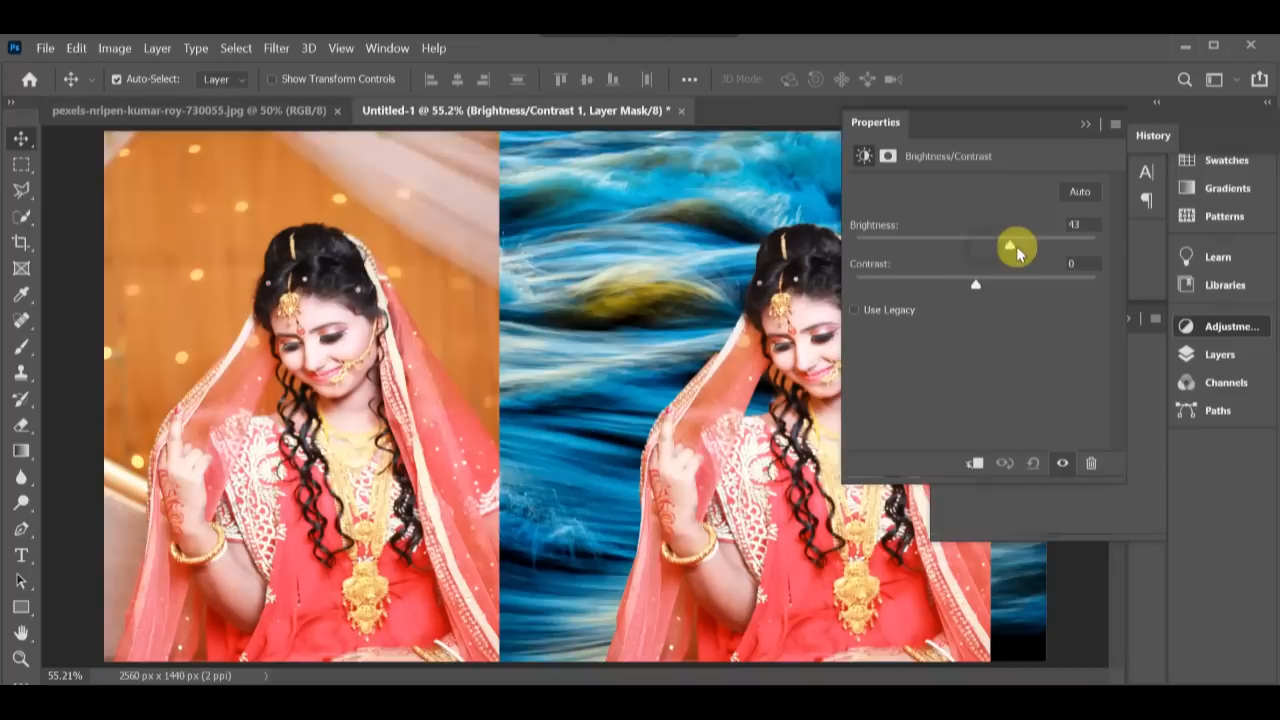 Ps File Edit Image Layer Type Select Filter 3D View Window Help
Auto-Select: Layer Show Transform Controls 3D Mode:
pexels-nripen-kumar-roy-730055.jpg @ 50% (RGB/8) × Untitled-1 @ 55.2% (Brightness/Contrast 1, Layer Mask/8) * ×
Properties
History
Brightness/Contrast
Swatches
Auto
Gradients
Patterns
Brightness: 43
Learn
Contrast: 0
Libraries
Use Legacy
Adjustme...
Layers
Channels
Paths
55.21% 2560 px x 1440 px (2 ppi)